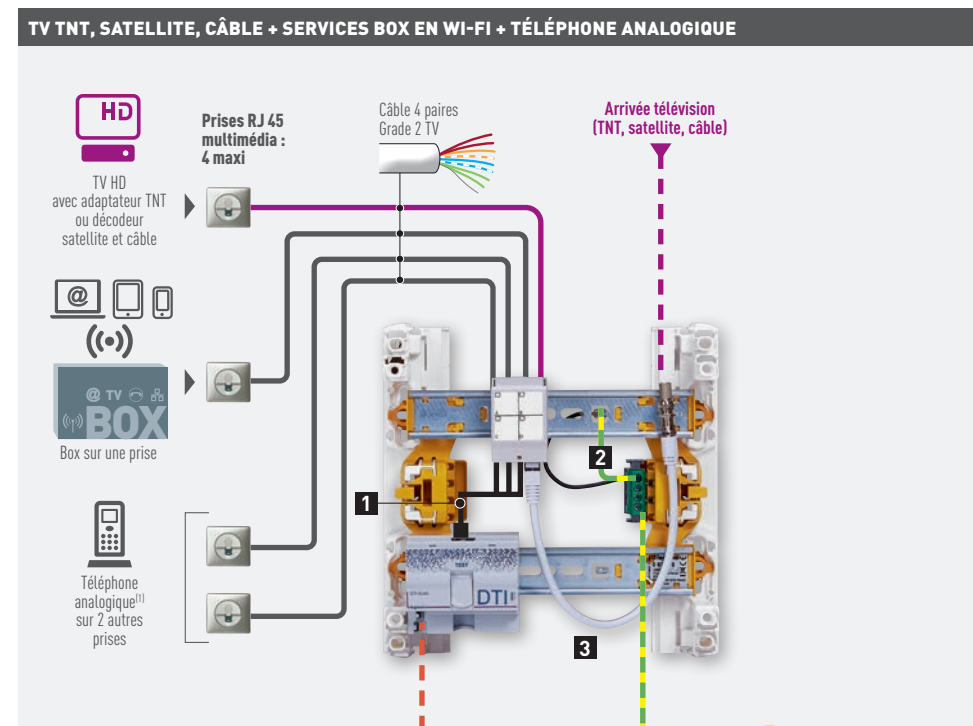 TV TNT, SATELLITE, CÂBLE + SERVICES BOX EN WI-FI + TÉLÉPHONE ANALOGIQUE
HD
TV HD
avec adaptateur TNT
ou décodeur
satellite et câble
Prises RJ 45
multimédia :
4 maxi
Câble 4 paires
Grade 2 TV
Arrivée télévision
(TNT, satellite, câble)
@
@ TV
BOX
Box sur une prise
Téléphone
analogique(1)
sur 2 autres
prises
1
2
3
TEST
DTI